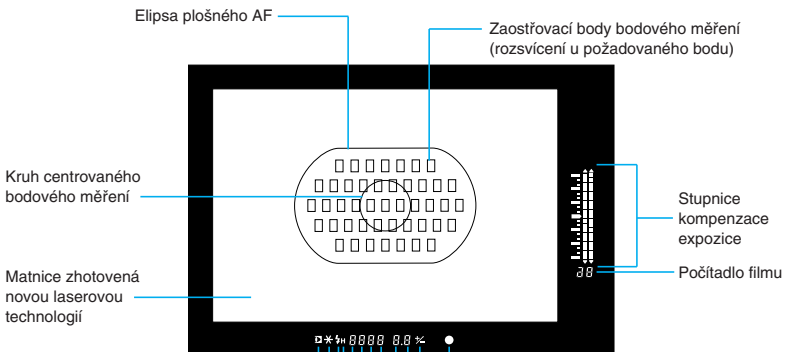 Elipsa plošného AF
Zaostřovací body bodového měření
(rozsvícení u požadovaného bodu)
Kruh centrovaného
bodového měření
Stupnice
kompenzace
expozice
Matnice zhotovená
novou laserovou
technologií
Počítadlo filmu
88
H 8888 8.8 +/-